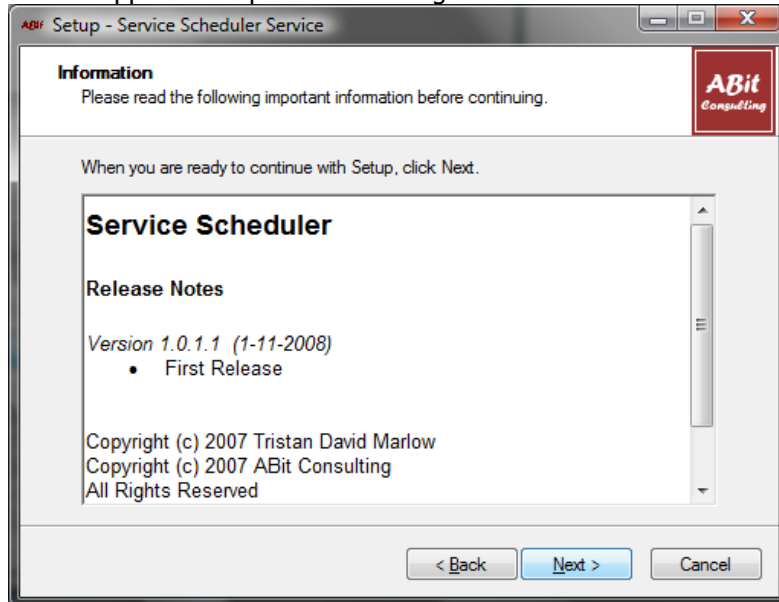 Setup - Service Scheduler Service
Information
Please read the following important information before continuing.
ABit
Consulting
When you are ready to continue with Setup, click Next.
Service Scheduler
Release Notes
Version 1.0.1.1 (1-11-2008)
• First Release
Copyright (c) 2007 Tristan David Marlow
Copyright (c) 2007 ABit Consulting
All Rights Reserved
< Back Next > Cancel